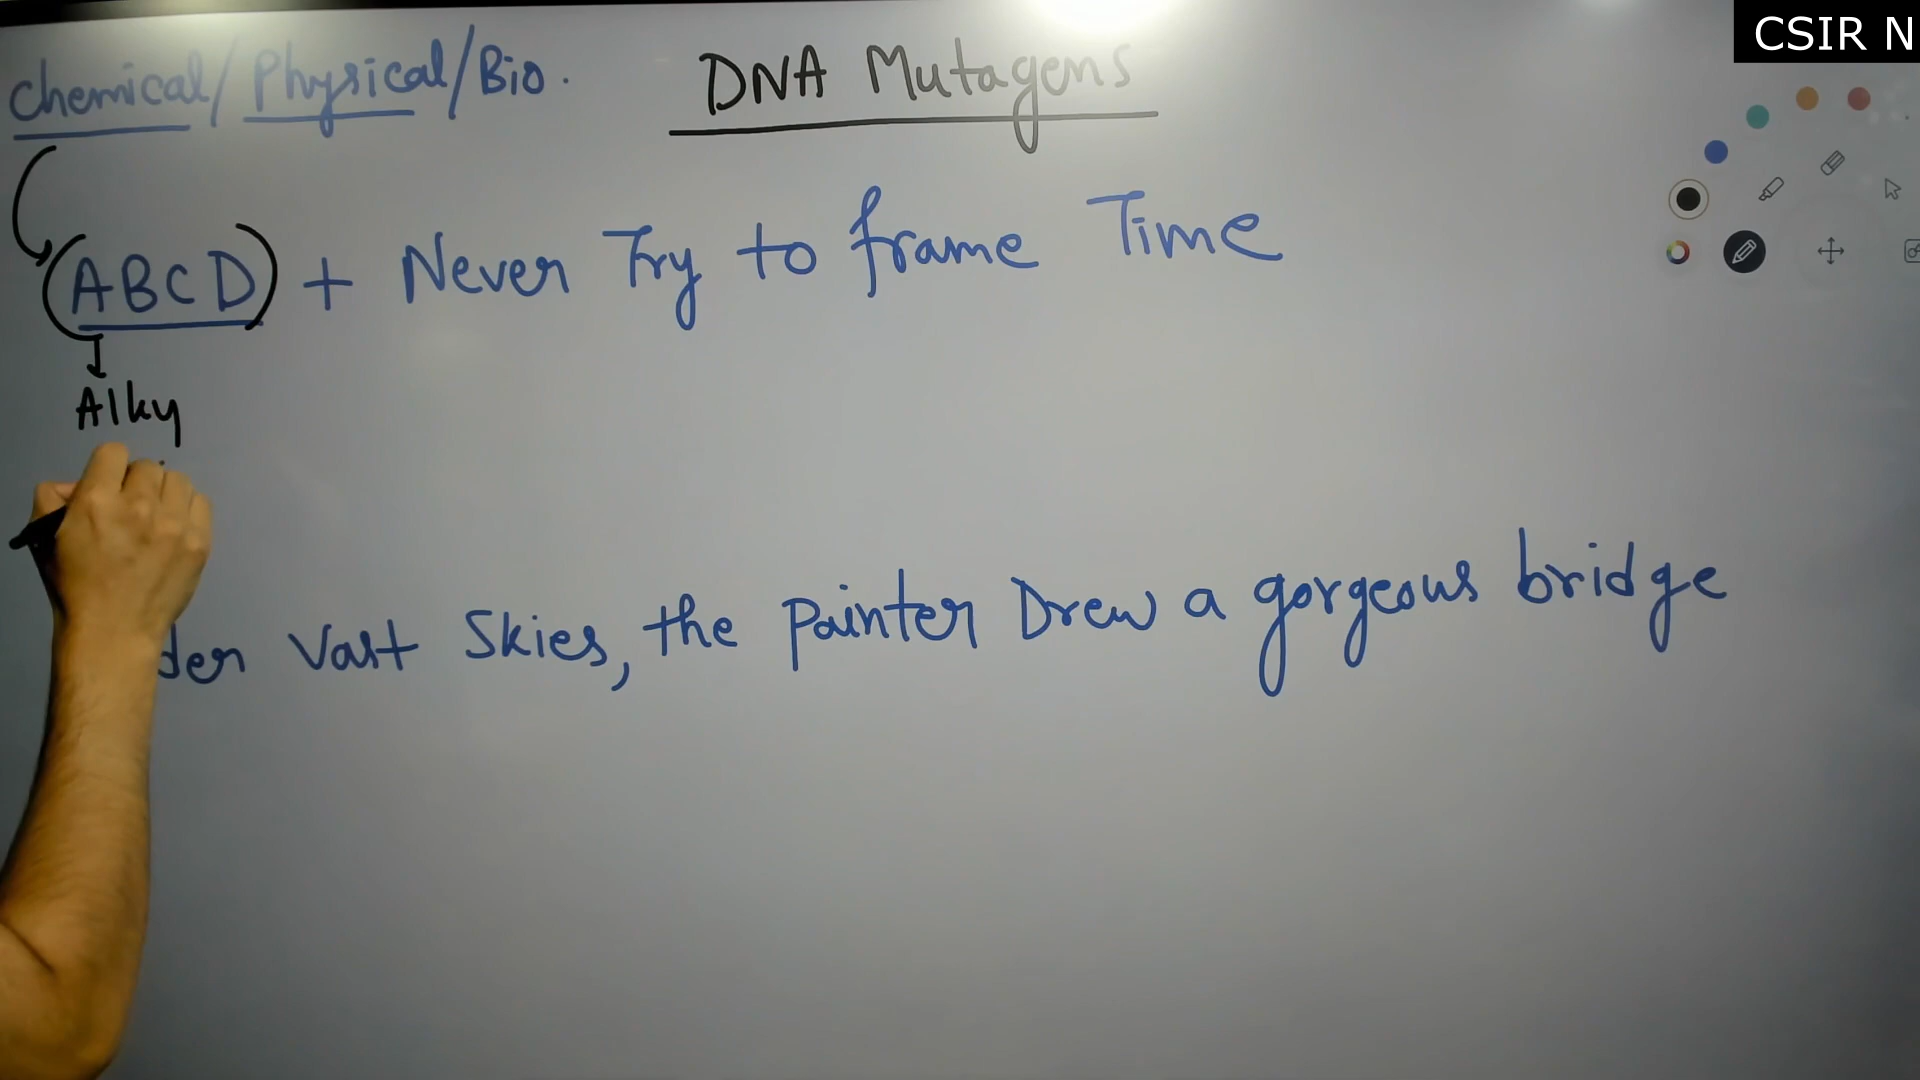 CSIR N
Chemical/Physical/Bio.
DNA Mutagens
(ABCD) + Never Try to frame Time
Alky
der Vast Skies, the Painter Drew a gorgeous bridge